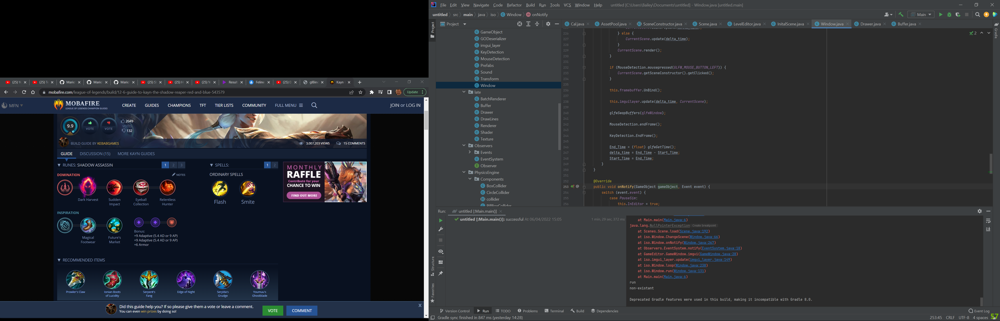 (25) Yo
(25) Te
Mario
Mario
Mario
(25) St
(25) H
(25) Yo
Result
Feline
(25) D
glBind
Kayn
mobafire.com/league-of-legends/build/12-6-guide-to-kayn-the-shadow-reaper-red-and-blue-543579
Update
MFN
MOBAFIRE
LEAGUE OF LEGENDS CHAMPION GUIDES
CREATE GUIDES CHAMPIONS TFT TIER LISTS COMMUNITY FULL MENU
JOIN or LOG IN
9.9
VOTE
VOTE
2049
VOTES
132
BUILD GUIDE BY KEBABGAMES
3,007,203 VIEWS 15 COMMENTS
GUIDE DISCUSSION (15) MORE KAYN GUIDES
RUNES: SHADOW ASSASSIN
1 2 3
DOMINATION
NOTES
Dark Harvest
Sudden Impact
Eyeball Collection
Relentless Hunter
INSPIRATION
Magical Footwear
Future's Market
Bonus:
+9 Adaptive (5.4 AD or 9 AP)
+9 Adaptive (5.4 AD or 9 AP)
+6 Armor
SPELLS:
1 2
ORDINARY SPELLS
Flash
Smite
MONTHLY
RAFFLE
Contribute for your
CHANCE TO WIN
FIND OUT MORE
RECOMMENDED ITEMS
Prowler's Claw
Ionian Boots of Lucidity
Serpent's Fang
Edge of Night
Serylda's Grudge
Youmuu's Ghostblade
Did this guide help you? If so please give them a vote or leave a comment.
You can even win prizes by doing so!
VOTE
COMMENT
X
File Edit View Navigate Code Refactor Build Run Tools VCS Window Help
untitled [C:\Users\Bailey\Documents\untitled] - Window.java [untitled.main]
untitled src main java iso Window onNotify
Main
Project
Project
Cal.java
AssetPool.java
SceneConstructor.java
Scene.java
LevelEditor.java
InitalScene.java
Window.java
Drawer.java
Buffer.java
Gradle
GameObject
GODeserializer
imgui_layer
KeyDetection
MouseDetection
Prefabs
Sound
Transform
Window
late
BatchRenderer
Buffer
Drawer
DrawLines
Renderer
Shader
Texture
Observers
Events
EventSystem
Observer
PhysicsEngine
Components
BoxCollider
CircleCollider
collider
PillBoxCollider
2
226 } else {
227 CurrentScene.update(delta_time);
228 }
229 CurrentScene.render();
230 }
231
232 if (MouseDetection.mousepressed(GLFW_MOUSE_BUTTON_LEFT)) {
233 CurrentScene.getSceneConstructor().getClicked();
234 }
235
236 this.framebuffer.UnBind();
237
238 this.imguilayer.update(delta_time, CurrentScene);
239
240 glfwSwapBuffers(glfwWindow);
241
242 MouseDetection.endFrame();
243
244 KeyDetection.EndFrame();
245
246 End_Time = (float) glfwGetTime();
247 delta_time = End_Time - Start_Time;
248 Start_Time = End_Time;
249 }
250 }
251
252 @Override
253 public void onNotify(GameObject gameObject, Event event) {
254 switch (event.event) {
255 case PauseSim:
256 this.InEditor = true;
Run: untitled [:Main.main()]
untitled [:Main.main()]: successful At 06/04/2022 15:05 1 min, 29 sec, 372 ms
at Main.main(Main.java:6)
java.lang.NullPointerException Create breakpoint
at Scenes.Scene.load(Scene.java:192)
at iso.Window.ChangeScene(Window.java:66)
at iso.Window.onNotify(Window.java:267)
at Observers.EventSystem.notify(EventSystem.java:18)
at GameEditor.GameWindow.imgui(GameWindow.java:28)
at iso.imgui_layer.update(imgui_layer.java:149)
at iso.Window.loop(Window.java:238)
at iso.Window.run(Window.java:131)
at Main.main(Main.java:6)
run
non-existant
Deprecated Gradle features were used in this build, making it incompatible with Gradle 8.0.
Structure
Favorites
Version Control Run TODO Problems Terminal Build Dependencies
Event Log
Gradle sync finished in 847 ms (yesterday 14:28)
253:45 CRLF UTF-8 4 spaces
57